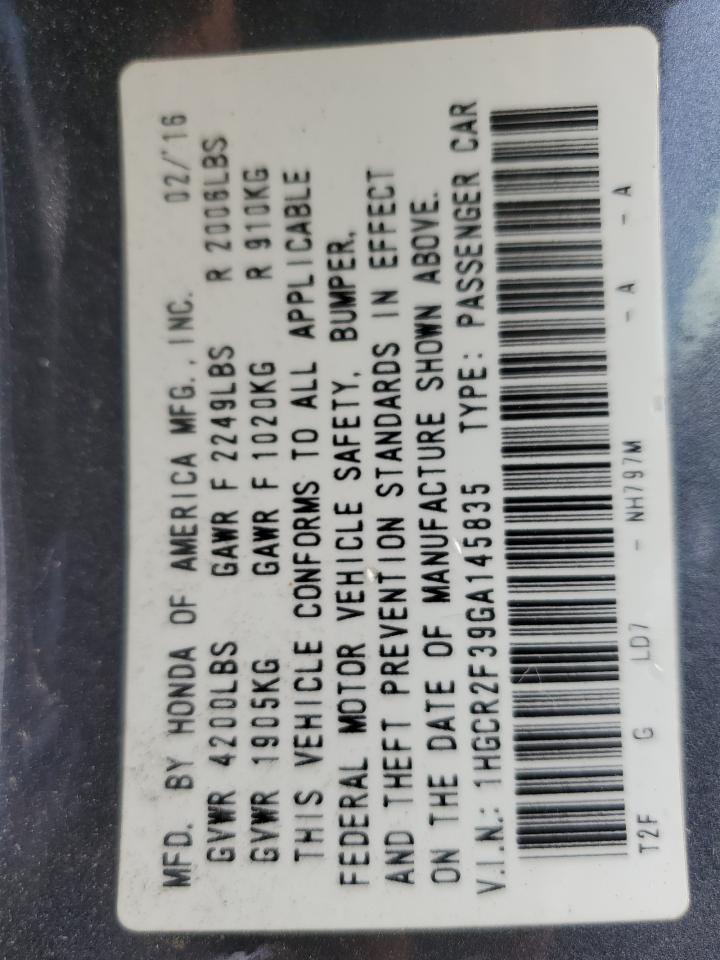 MFD. BY HONDA OF AMERICA MFG., INC. 02/'16
GVWR 4200LBS GAWR F 2249LBS R 2006LBS
GVWR 1905KG GAWR F 1020KG R 910KG
THIS VEHICLE CONFORMS TO ALL APPLICABLE
FEDERAL MOTOR VEHICLE SAFETY, BUMPER,
AND THEFT PREVENTION STANDARDS IN EFFECT
ON THE DATE OF MANUFACTURE SHOWN ABOVE.
V.I.N.: 1HGCR2F39GA145835 TYPE: PASSENGER CAR
T2F G LD7 - NH797M - A - A